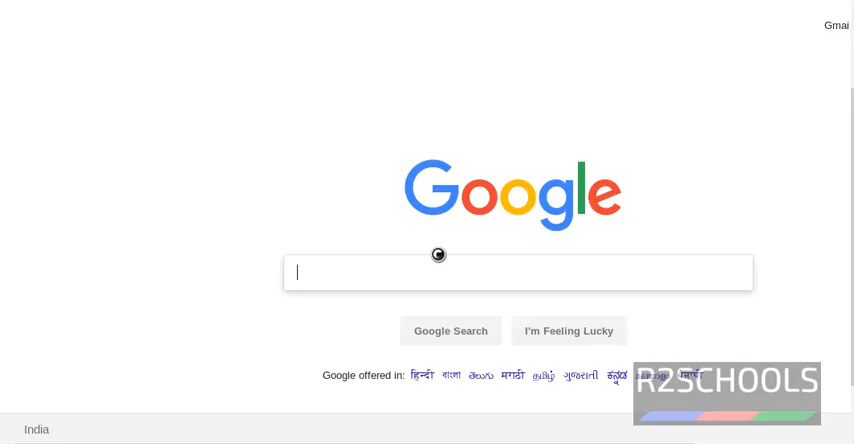 Gmai
Google
Google Search
I'm Feeling Lucky
Google offered in: हिन्दी বাংলা తెలుగు मराठी தமிழ் ગુજરાતી ಕನ್ನಡ
R2SCHOOLS
India